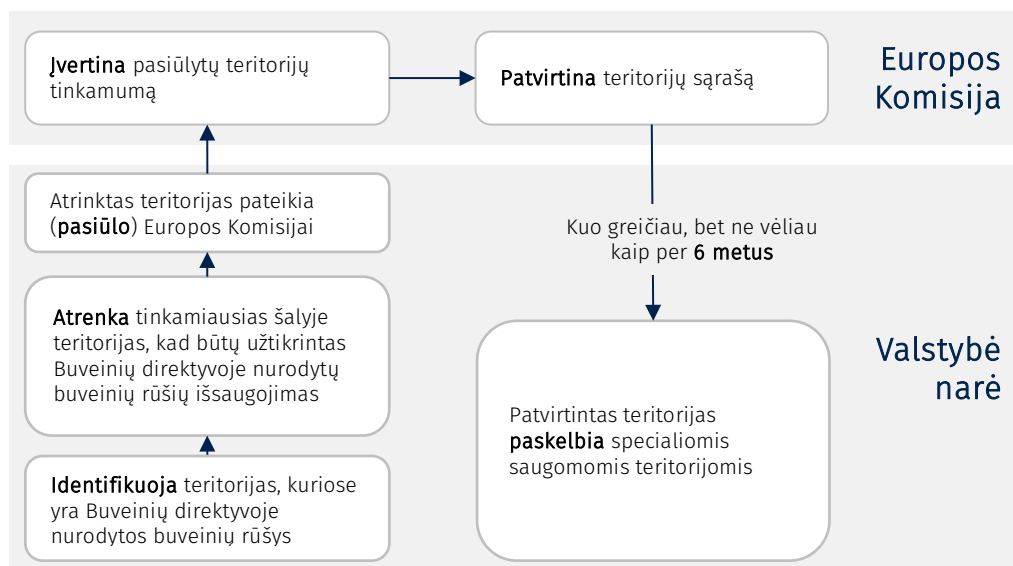 Įvertina pasiūlytų teritorijų
tinkamumą
Patvirtina teritorijų sąrašą
Europos
Komisija
Atrinktas teritorijas pateikia
(pasiūlo) Europos Komisijai
Kuo greičiau, bet ne vėliau
kaip per 6 metus
Atrenka tinkamiausias šalyje
teritorijas, kad būtų užtikrintas
Buveinių direktyvoje nurodytų
buveinių rūšių išsaugojimas
Valstybė
narė
Patvirtintas teritorijas
paskelbia specialiomis
saugomomis teritorijomis
Identifikuoja teritorijas, kuriose
yra Buveinių direktyvoje
nurodytos buveinių rūšys